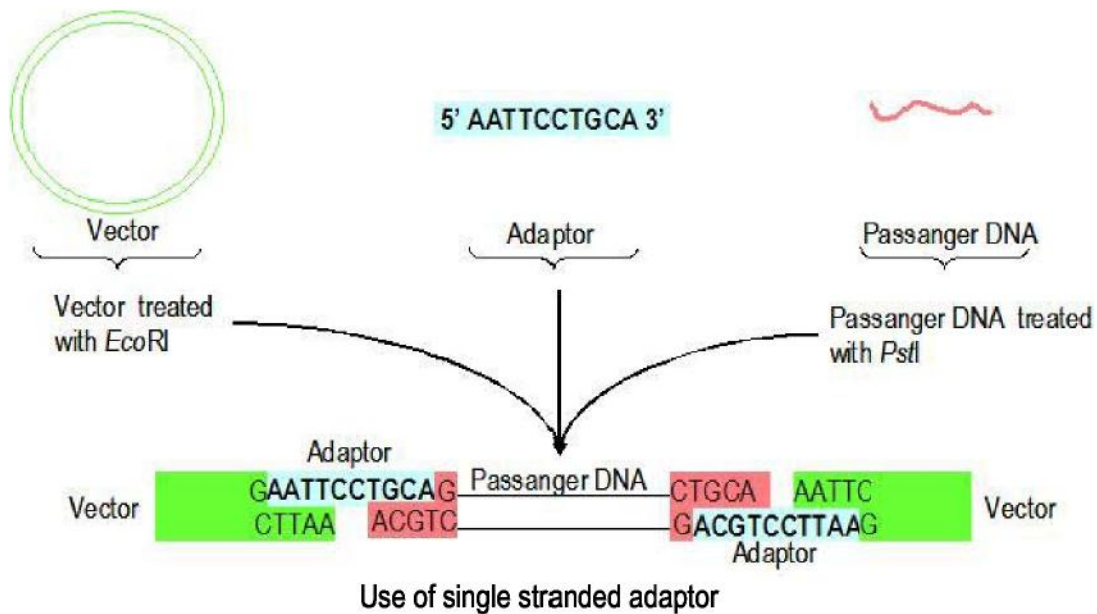 5' AATTCCTGCA 3'
Vector
Adaptor
Passanger DNA
Vector treated
with EcoRI
Passanger DNA treated
with PstI
Adaptor
Vector
GAATTCCTGCAG
Passanger DNA
CTGCA
AATTC
Vector
CTTAA
ACGTC
GACGTCCTTAAG
Adaptor
Use of single stranded adaptor